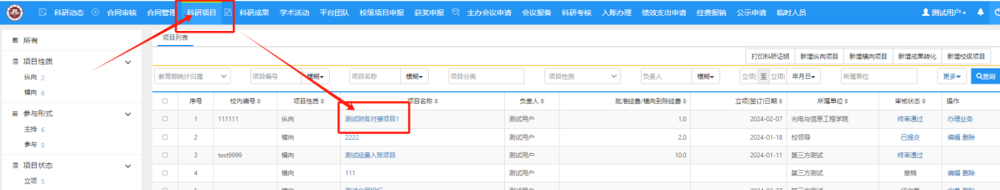 科研动态 合同审核 合同管理 科研项目 科研成果 学术活动 平台团队 校级项目申报 获奖申报 主办会议申请 会议报备 科研考核 入账办理 绩效支出申请 经费报销 公示申请 临时人员 测试用户
所有
项目列表
项目性质
纵向 2
横向 6
参与形式
主持 6
参与 0
项目状态
立项 5
打印科研证明 新增纵向项目 新增横向项目 新增成果转化 新增校级项目
教育部统计归属 项目编号 模糊 项目名称 模糊 项目分类 项目性质 负责人 模糊 立项( 至 立项( 年月日 所属单位 更多 查询
序号 校内编号 项目性质 项目名称 负责人 批准经费/横向到账经费 立项(签订)日期 所属单位 审核状态 操作
1 111111 纵向 测试财务对接项目1 测试用户 1.0 2024-02-07 光电与信息工程学院 终审通过 办理业务
2 横向 2222 测试用户 2.0 2024-01-18 校领导 已提交 编辑 删除
3 test9999 横向 测试经费入账项目 测试用户 10.0 2024-01-11 第三方测试 终审通过
4 横向 111 测试用户 第三方测试 草稿 编辑 删除